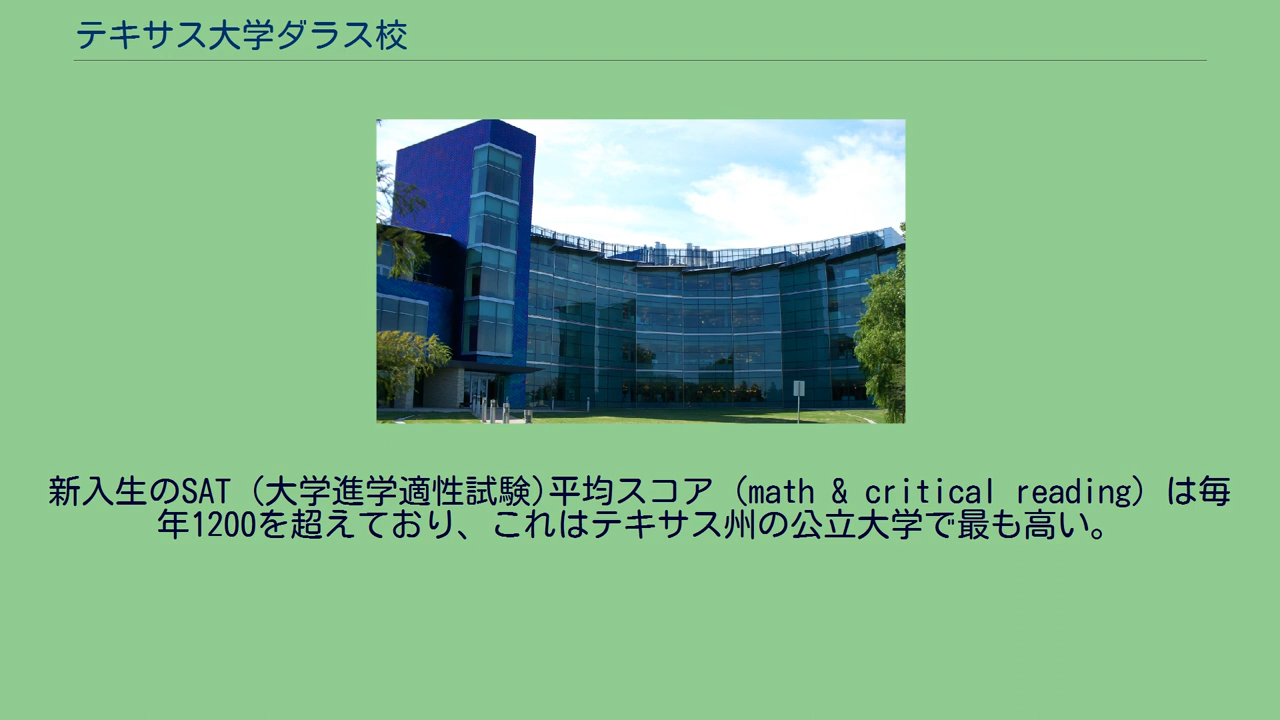 テキサス大学ダラス校
新入生のSAT (大学進学適性試験)平均スコア (math & critical reading) は毎
年1200を超えており、これはテキサス州の公立大学で最も高い。